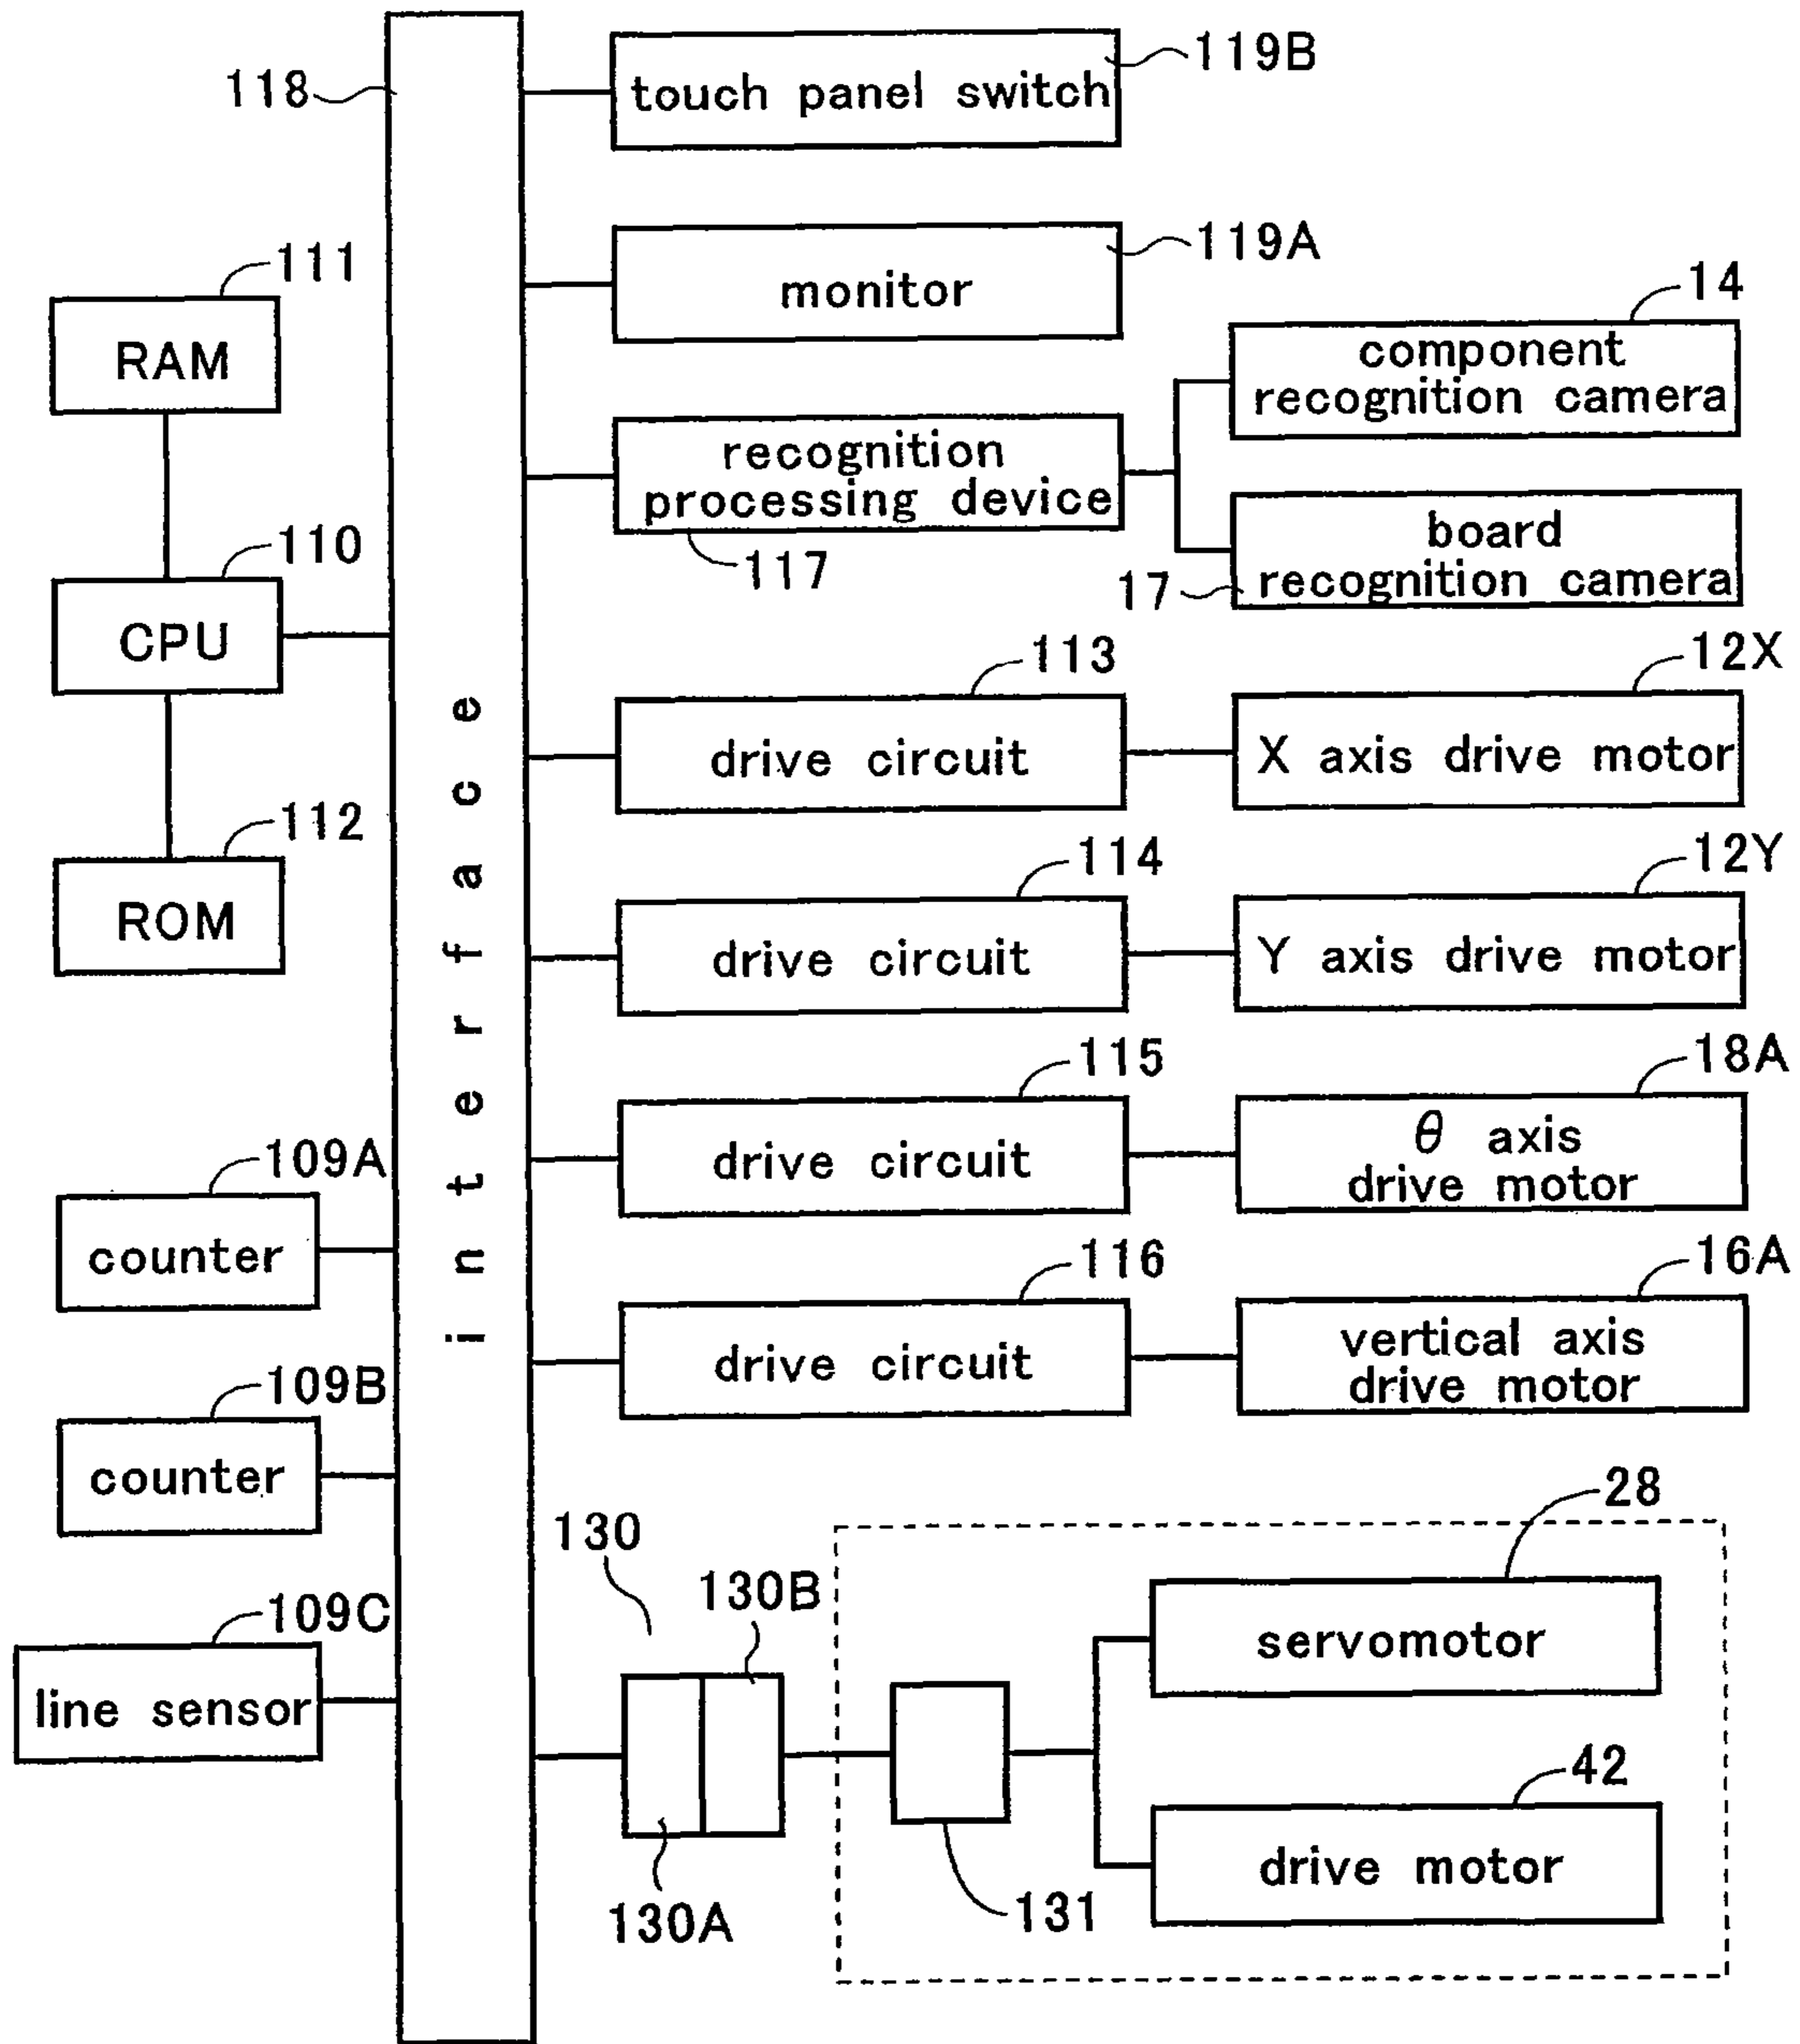 118
119B
touch panel switch
119A
monitor
111
RAM
14
component
recognition camera
recognition
processing device
117
board
17
recognition camera
110
CPU
113
drive circuit
12X
X axis drive motor
112
ROM
interface
114
drive circuit
12Y
Y axis drive motor
115
drive circuit
18A
θ axis
drive motor
109A
counter
116
drive circuit
16A
vertical axis
drive motor
109B
counter
28
130
130B
servomotor
109C
line sensor
42
drive motor
130A
131